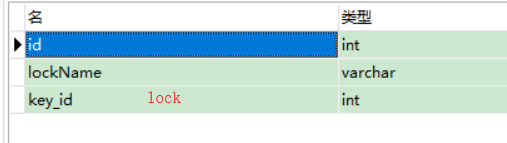 名 类型
id int
lockName varchar
key_id lock int